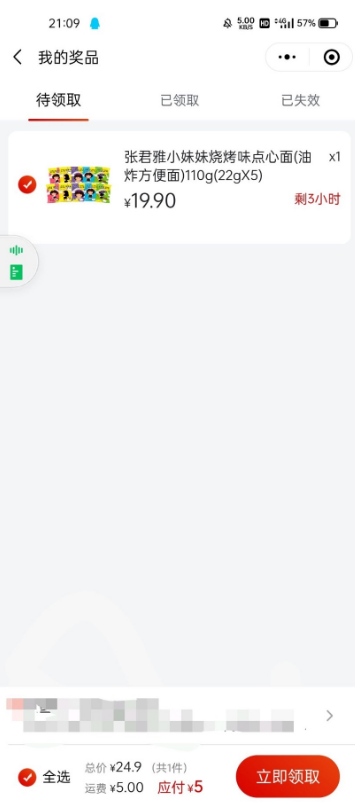 21:09 5.00 KB/S HD 4G 57%
我的奖品
待领取 已领取 已失效
张君雅小妹妹烧烤味点心面(油 x1
炸方便面)110g(22gX5)
¥19.90 剩3小时
全选
总价 ¥24.9 (共1件)
运费 ¥5.00 应付 ¥5
立即领取